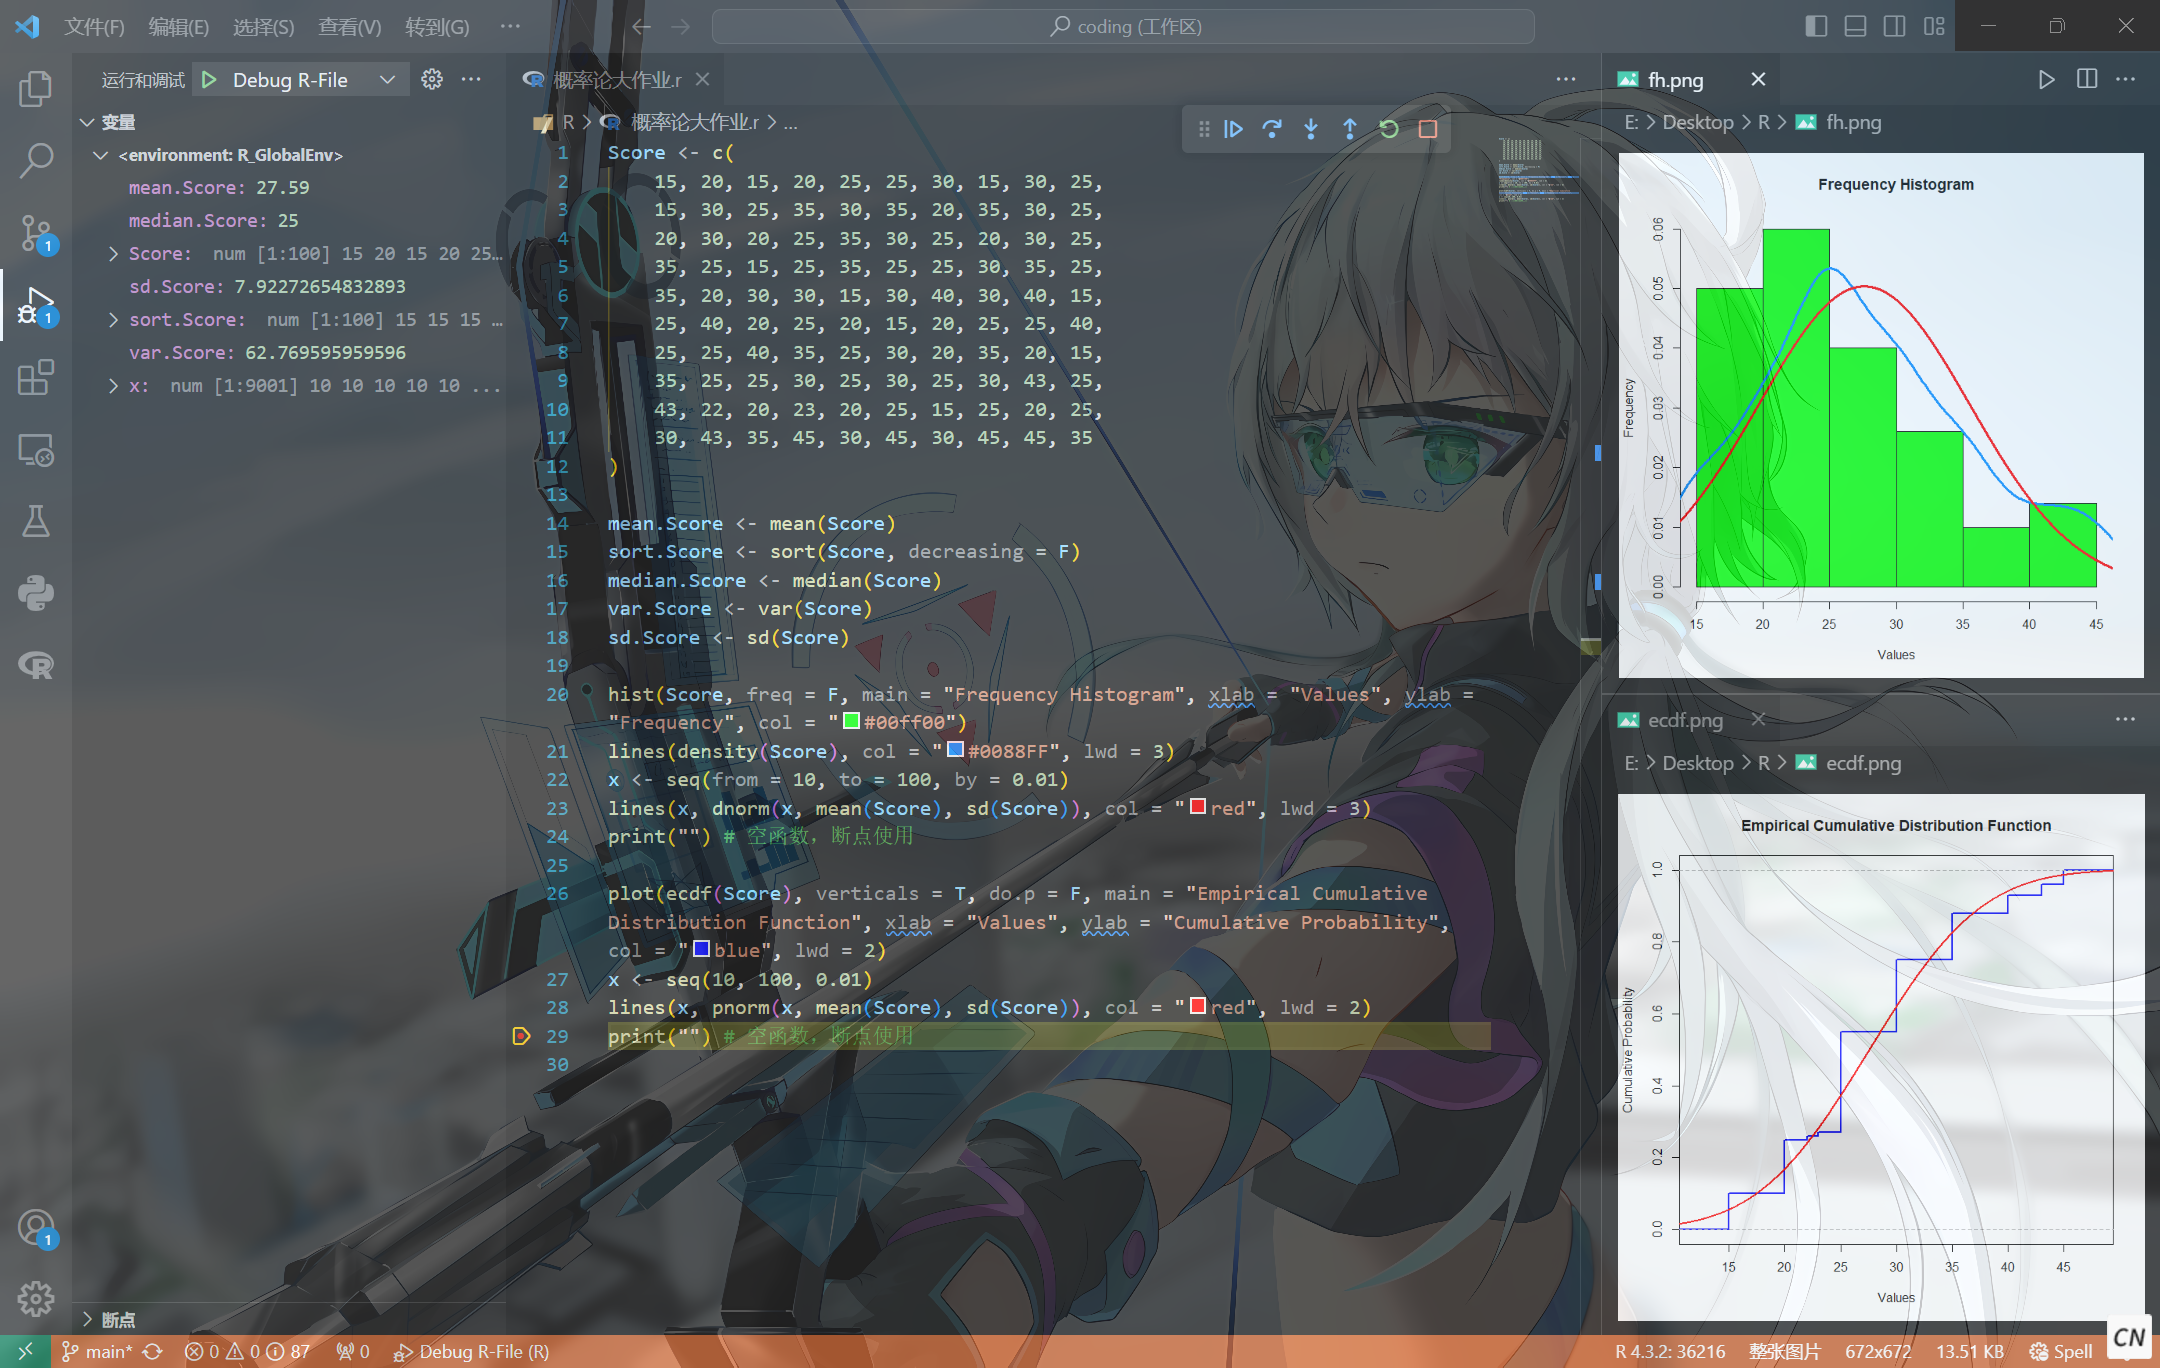 文件(F) 编辑(E) 选择(S) 查看(V) 转到(G) ··· coding (工作区)
运行和调试 Debug R-File ···
变量
<environment: R_GlobalEnv>
mean.Score: 27.59
median.Score: 25
Score: num [1:100] 15 20 15 20 25...
sd.Score: 7.92272654832893
sort.Score: num [1:100] 15 15 15 ...
var.Score: 62.769595959596
x: num [1:9001] 10 10 10 10 10 ...
断点
1
1
1
概率论大作业.r
R > 概率论大作业.r > ...
1 Score <- c(
2 15, 20, 15, 20, 25, 25, 30, 15, 30, 25,
3 15, 30, 25, 35, 30, 35, 20, 35, 30, 25,
4 20, 30, 20, 25, 35, 30, 25, 20, 30, 25,
5 35, 25, 15, 25, 35, 25, 25, 30, 35, 25,
6 35, 20, 30, 30, 15, 30, 40, 30, 40, 15,
7 25, 40, 20, 25, 20, 15, 20, 25, 25, 40,
8 25, 25, 40, 35, 25, 30, 20, 35, 20, 15,
9 35, 25, 25, 30, 25, 30, 25, 30, 43, 25,
10 43, 22, 20, 23, 20, 25, 15, 25, 20, 25,
11 30, 43, 35, 45, 30, 45, 30, 45, 45, 35
12 )
13
14 mean.Score <- mean(Score)
15 sort.Score <- sort(Score, decreasing = F)
16 median.Score <- median(Score)
17 var.Score <- var(Score)
18 sd.Score <- sd(Score)
19
20 hist(Score, freq = F, main = "Frequency Histogram", xlab = "Values", ylab =
"Frequency", col = "#00ff00")
21 lines(density(Score), col = "#0088FF", lwd = 3)
22 x <- seq(from = 10, to = 100, by = 0.01)
23 lines(x, dnorm(x, mean(Score), sd(Score)), col = "red", lwd = 3)
24 print("") # 空函数，断点使用
25
26 plot(ecdf(Score), verticals = T, do.p = F, main = "Empirical Cumulative
Distribution Function", xlab = "Values", ylab = "Cumulative Probability",
col = "blue", lwd = 2)
27 x <- seq(10, 100, 0.01)
28 lines(x, pnorm(x, mean(Score), sd(Score)), col = "red", lwd = 2)
29 print("") # 空函数，断点使用
30
fh.png
E: > Desktop > R > fh.png
Frequency Histogram
0.06
0.05
0.04
0.03
0.02
0.01
0.00
Frequency
15 20 25 30 35 40 45
Values
ecdf.png
E: > Desktop > R > ecdf.png
Empirical Cumulative Distribution Function
1.0
0.8
0.6
0.4
0.2
0.0
Cumulative Probability
15 20 25 30 35 40 45
Values
main* 0 0 87 0 Debug R-File (R) R 4.3.2: 36216 整张图片 672x672 13.51 KB Spell
CN